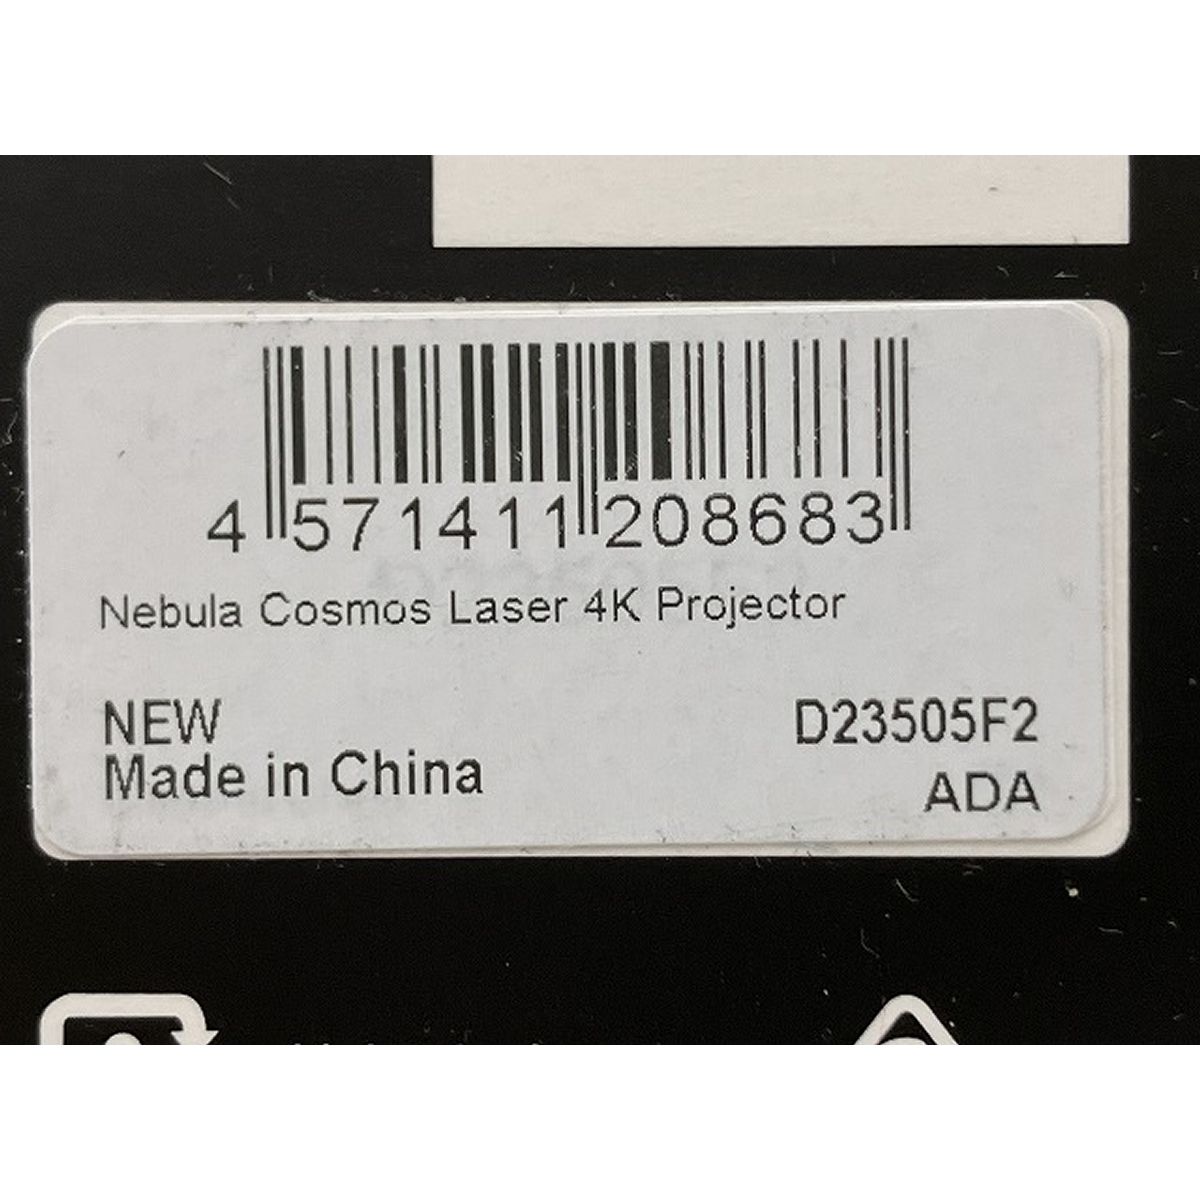 4 571411 208683
Nebula Cosmos Laser 4K Projector
NEW
D23505F2
Made in China
ADA